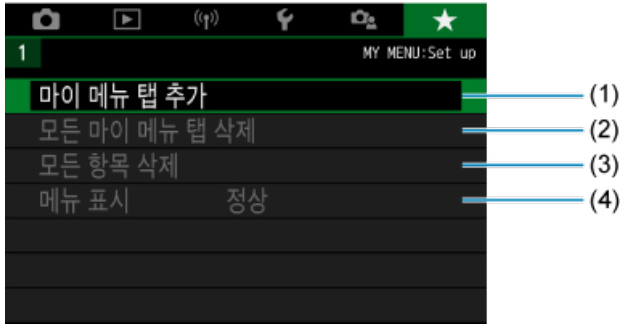 1
MY MENU:Set up
마이 메뉴 탭 추가 (1)
모든 마이 메뉴 탭 삭제 (2)
모든 항목 삭제 (3)
메뉴 표시 정상 (4)